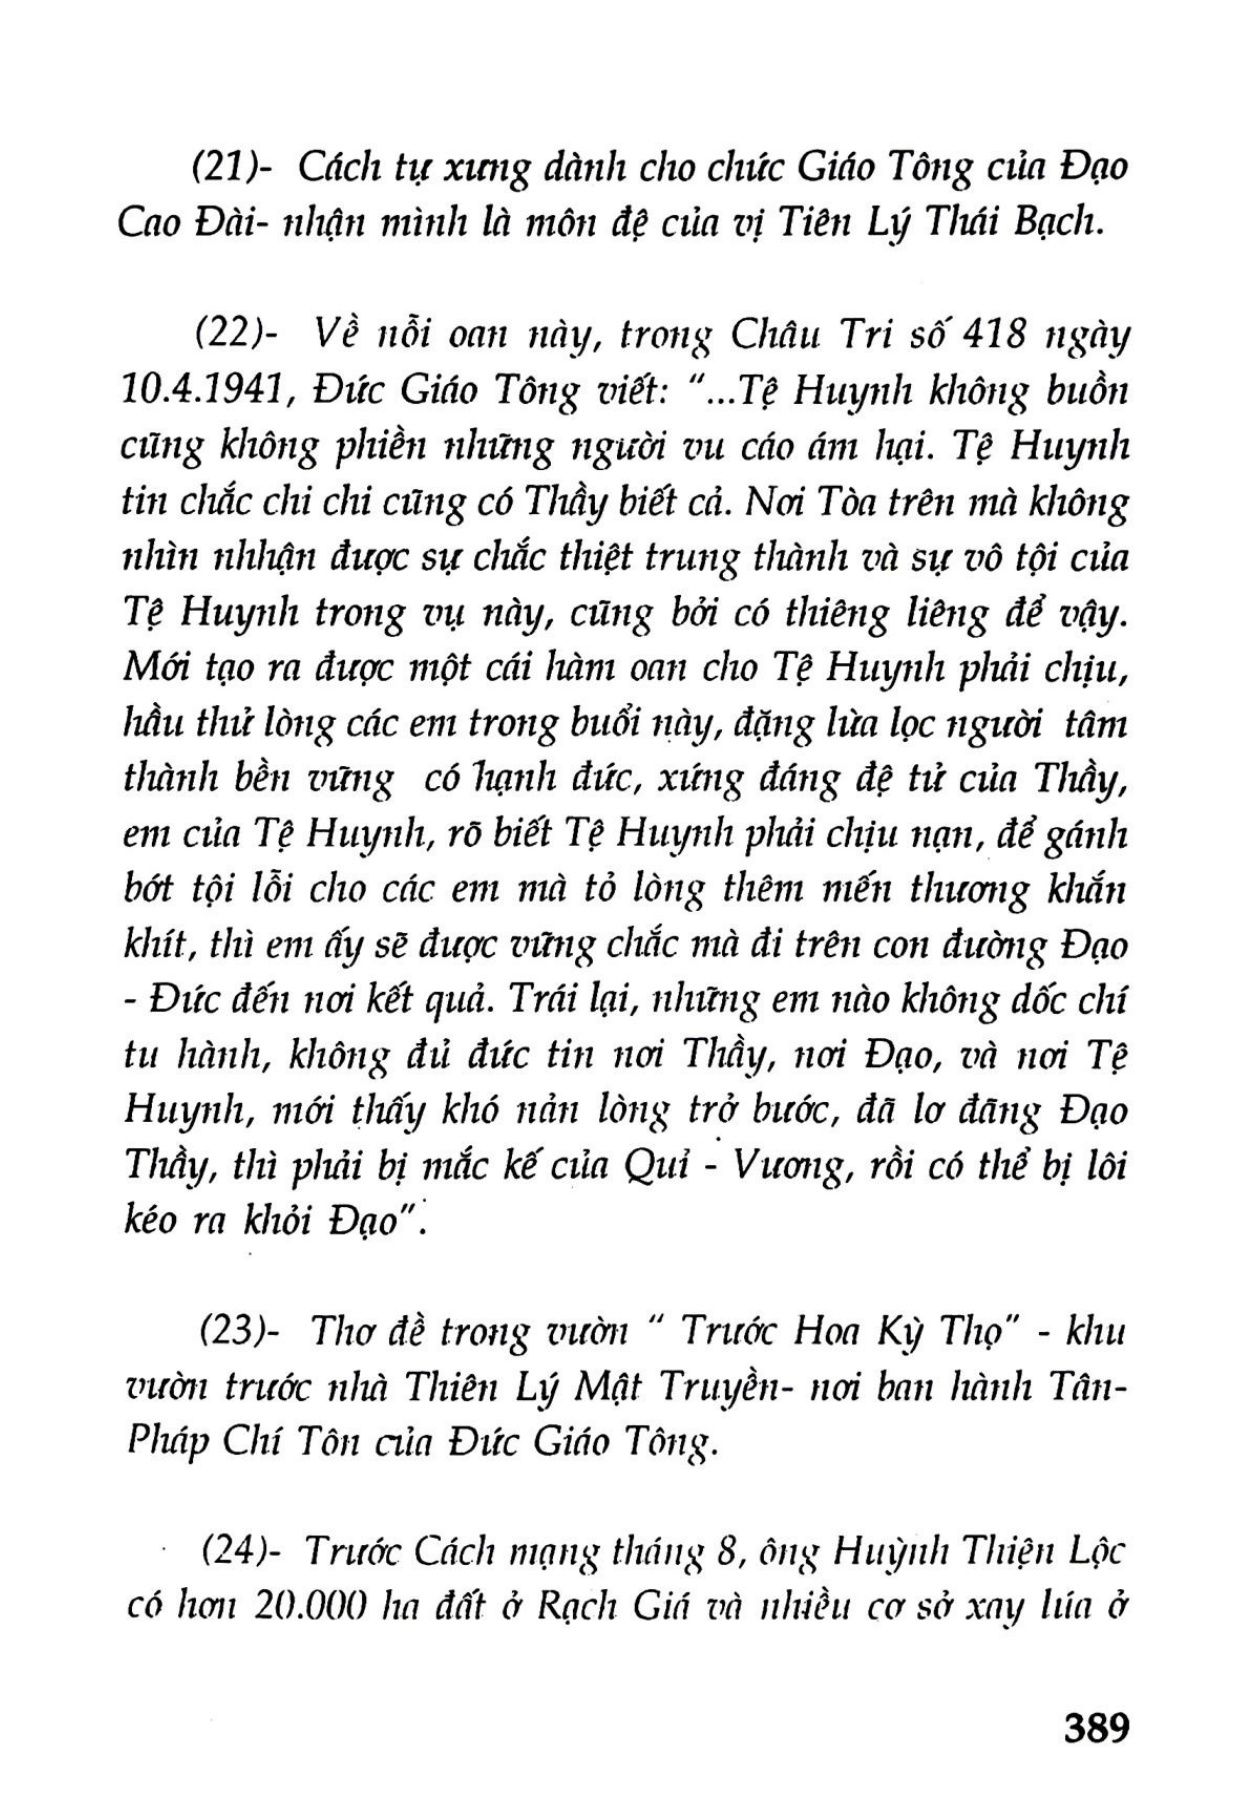 (21)- Cách tự xưng dành cho chức Giáo Tông của Đạo
Cao Đài- nhận mình là môn đệ của vị Tiên Lý Thái Bạch.
(22)- Về nỗi oan này, trong Châu Tri số 418 ngày
10.4.1941, Đức Giáo Tông viết: "...Tệ Huynh không buồn
cũng không phiền những người vu cáo ám hại. Tệ Huynh
tin chắc chi chi cũng có Thầy biết cả. Nơi Tòa trên mà không
nhìn nhhận được sự chắc thiệt trung thành và sự vô tội của
Tệ Huynh trong vụ này, cũng bởi có thiêng liêng để vậy.
Mới tạo ra được một cái hàm oan cho Tệ Huynh phải chịu,
hầu thử lòng các em trong buổi này, đặng lừa lọc người tâm
thành bền vững có hạnh đức, xứng đáng đệ tử của Thầy,
em của Tệ Huynh, rõ biết Tệ Huynh phải chịu nạn, để gánh
bớt tội lỗi cho các em mà tỏ lòng thêm mến thương khắn
khít, thì em ấy sẽ được vững chắc mà đi trên con đường Đạo
- Đức đến nơi kết quả. Trái lại, những em nào không dốc chí
tu hành, không đủ đức tin nơi Thầy, nơi Đạo, và nơi Tệ
Huynh, mới thấy khó nản lòng trở bước, đã lơ đãng Đạo
Thầy, thì phải bị mắc kế của Quỉ - Vương, rồi có thể bị lôi
kéo ra khỏi Đạo".
(23)- Thơ đề trong vườn " Trước Hoa Kỳ Thọ" - khu
vườn trước nhà Thiên Lý Mật Truyền- nơi ban hành Tân-
Pháp Chí Tôn của Đức Giáo Tông.
(24)- Trước Cách mạng tháng 8, ông Huỳnh Thiện Lộc
có hơn 20.000 ha đất ở Rạch Giá và nhiều cơ sở xay lúa ở
389